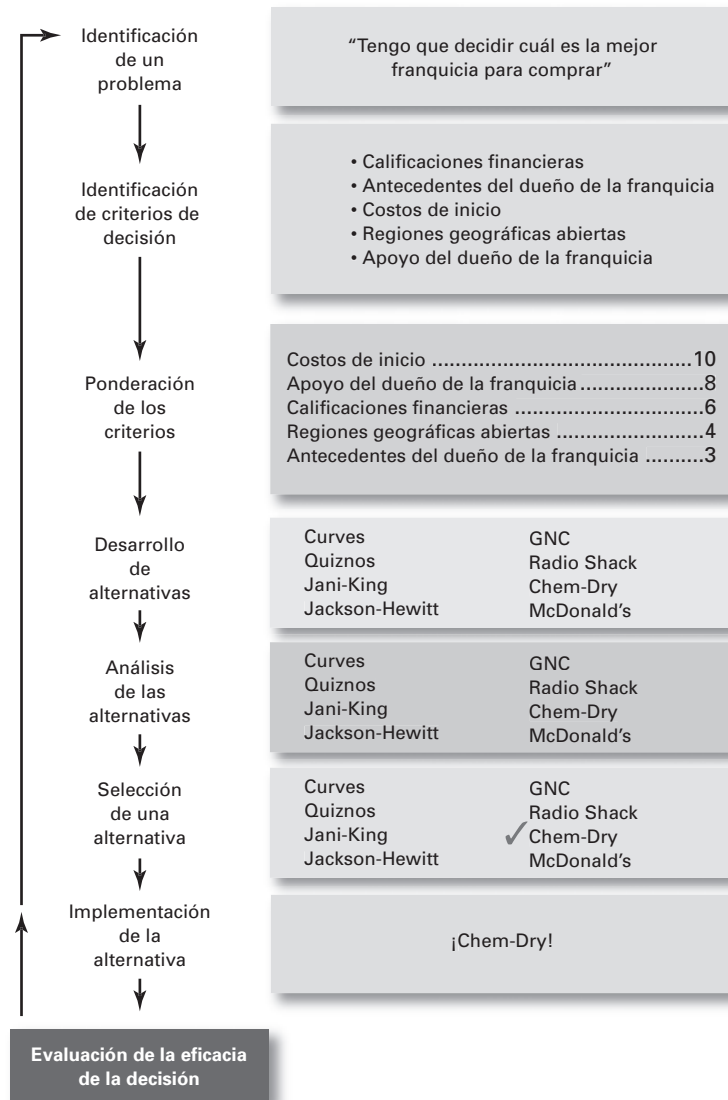 Identificación
de un
problema
“Tengo que decidir cuál es la mejor
franquicia para comprar”
Identificación
de criterios de
decisión
• Calificaciones financieras
• Antecedentes del dueño de la franquicia
• Costos de inicio
• Regiones geográficas abiertas
• Apoyo del dueño de la franquicia
Ponderación
de los
criterios
Costos de inicio .............................................10
Apoyo del dueño de la franquicia ...................8
Calificaciones financieras ................................6
Regiones geográficas abiertas ........................4
Antecedentes del dueño de la franquicia ..........3
Desarrollo
de
alternativas
Curves
Quiznos
Jani-King
Jackson-Hewitt
GNC
Radio Shack
Chem-Dry
McDonald’s
Análisis
de las
alternativas
Curves
Quiznos
Jani-King
Jackson-Hewitt
GNC
Radio Shack
Chem-Dry
McDonald’s
Selección
de una
alternativa
Curves
Quiznos
Jani-King
Jackson-Hewitt
GNC
Radio Shack
✓ Chem-Dry
McDonald’s
Implementación
de la
alternativa
¡Chem-Dry!
Evaluación de la eficacia
de la decisión